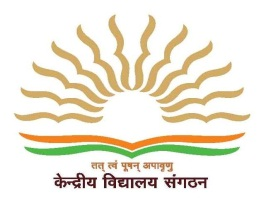 तत् त्वं पूषन् अपावृणु
केन्द्रीय विद्यालय संगठन